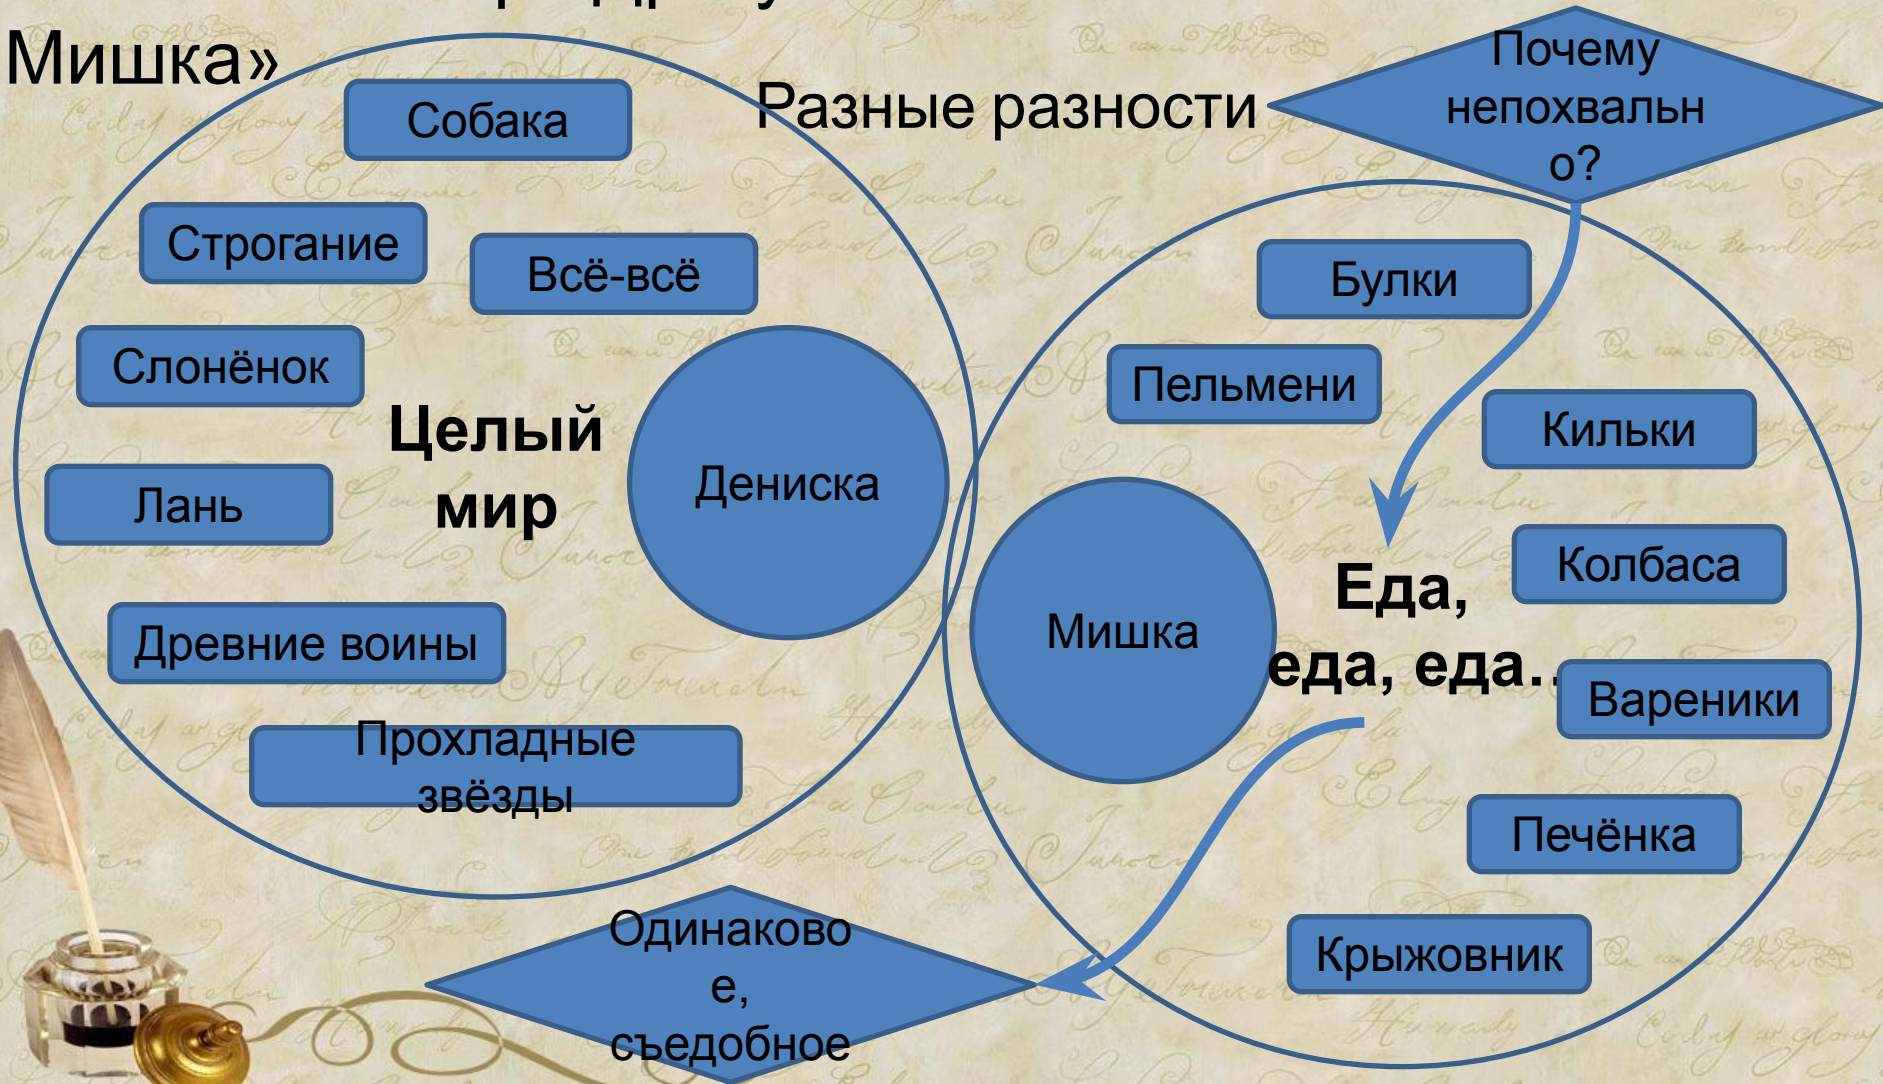 Мишка»
Собака
Разные разности
Почему
непохвальн
о?
Строгание
Всё-всё
Слонёнок
Целый
мир
Дениска
Лань
Древние воины
Прохладные
звёзды
Булки
Пельмени
Кильки
Колбаса
Мишка
Еда,
еда, еда..
Вареники
Печёнка
Крыжовник
Одинаково
е,
съедобное